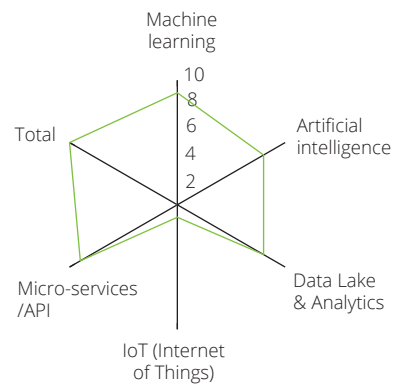 Machine
learning
10
8
6
4
2
Artificial
intelligence
Data Lake
& Analytics
IoT (Internet
of Things)
Micro-services
/API
Total